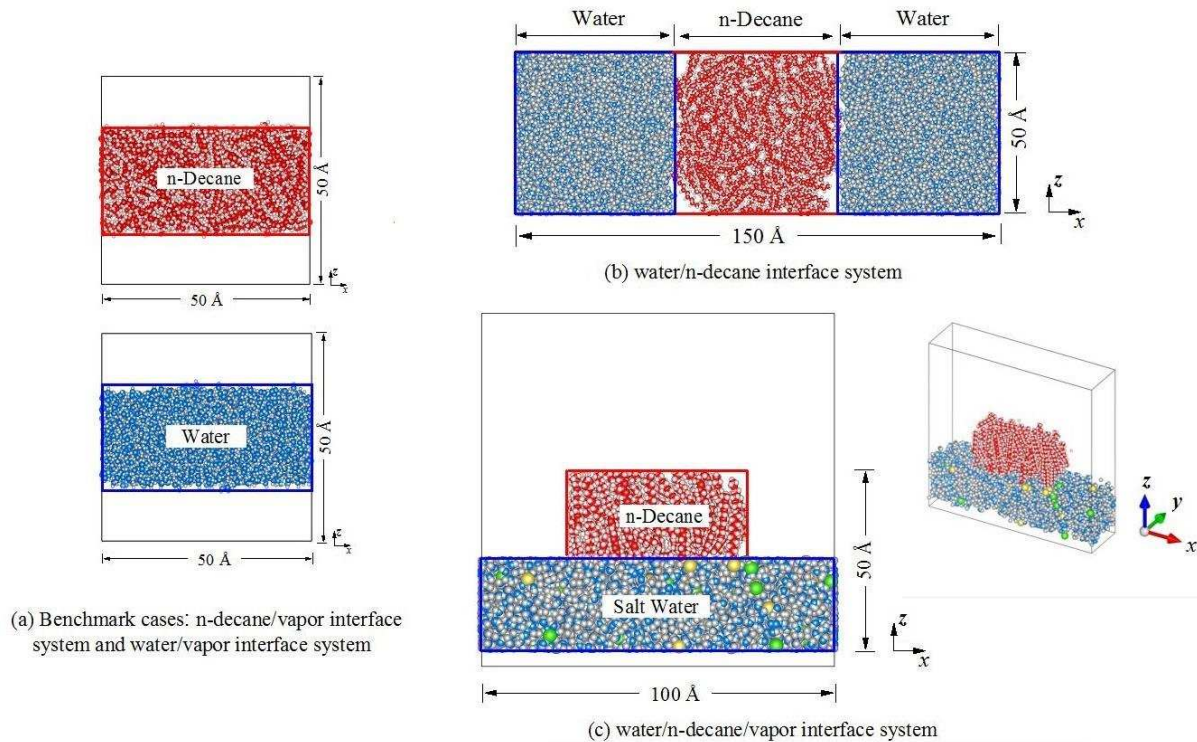 n-Decane
50 Å
z
x
50 Å
Water
50 Å
z
x
50 Å
(a) Benchmark cases: n-decane/vapor interface
system and water/vapor interface system
Water n-Decane Water
50 Å
z
x
150 Å
(b) water/n-decane interface system
n-Decane
Salt Water
50 Å
z
x
100 Å
z
y
x
(c) water/n-decane/vapor interface system